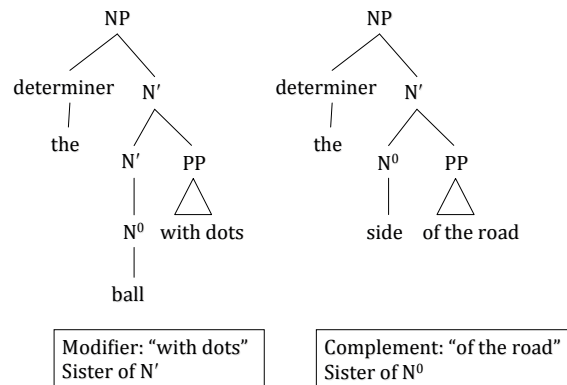 NP NP
determiner N′ determiner N′
the N′ PP the N⁰ PP
N⁰ with dots side of the road
ball
Modifier: “with dots” Complement: “of the road”
Sister of N′ Sister of N⁰